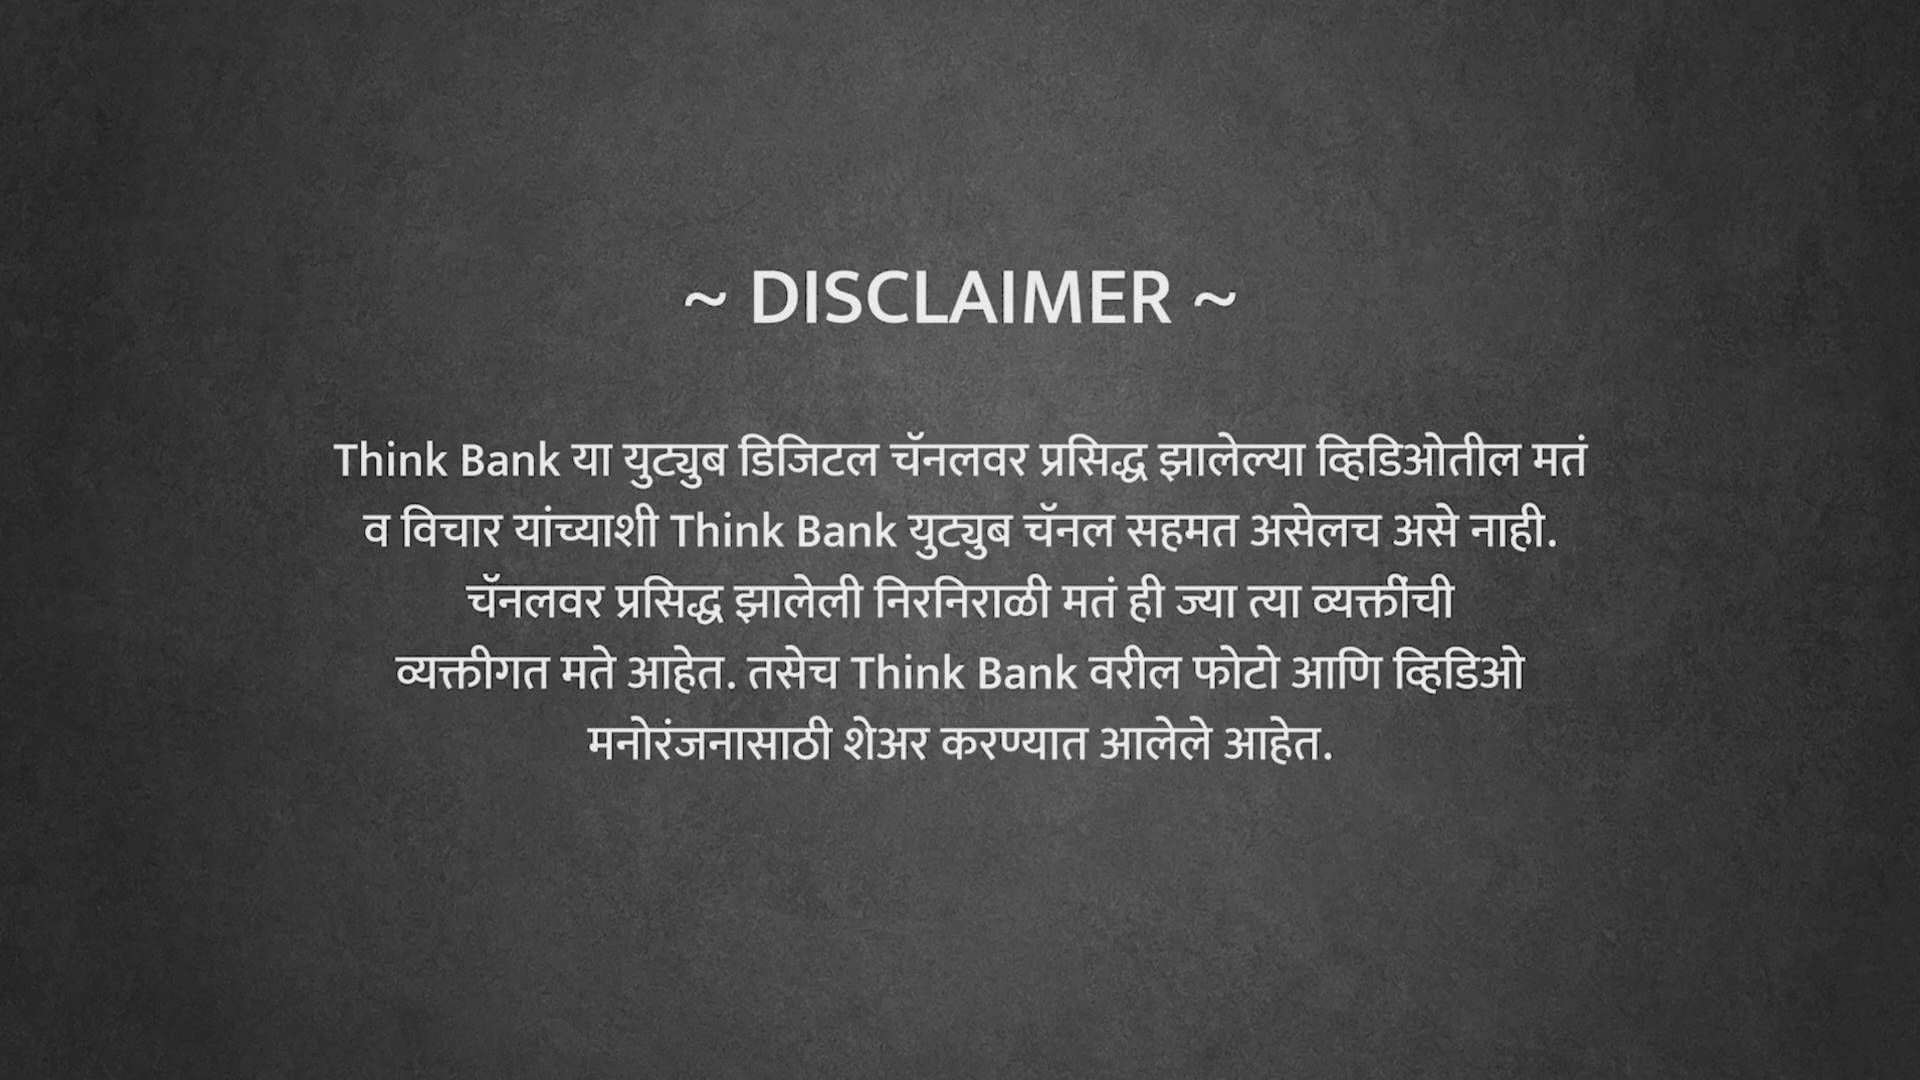 ~ DISCLAIMER ~
Think Bank या युट्युब डिजिटल चॅनलवर प्रसिद्ध झालेल्या व्हिडिओतील मतं
व विचार यांच्याशी Think Bank युट्युब चॅनल सहमत असेलच असे नाही.
चॅनलवर प्रसिद्ध झालेली निरनिराळी मतं ही ज्या त्या व्यक्तींची
व्यक्तीगत मते आहेत. तसेच Think Bank वरील फोटो आणि व्हिडिओ
मनोरंजनासाठी शेअर करण्यात आलेले आहेत.